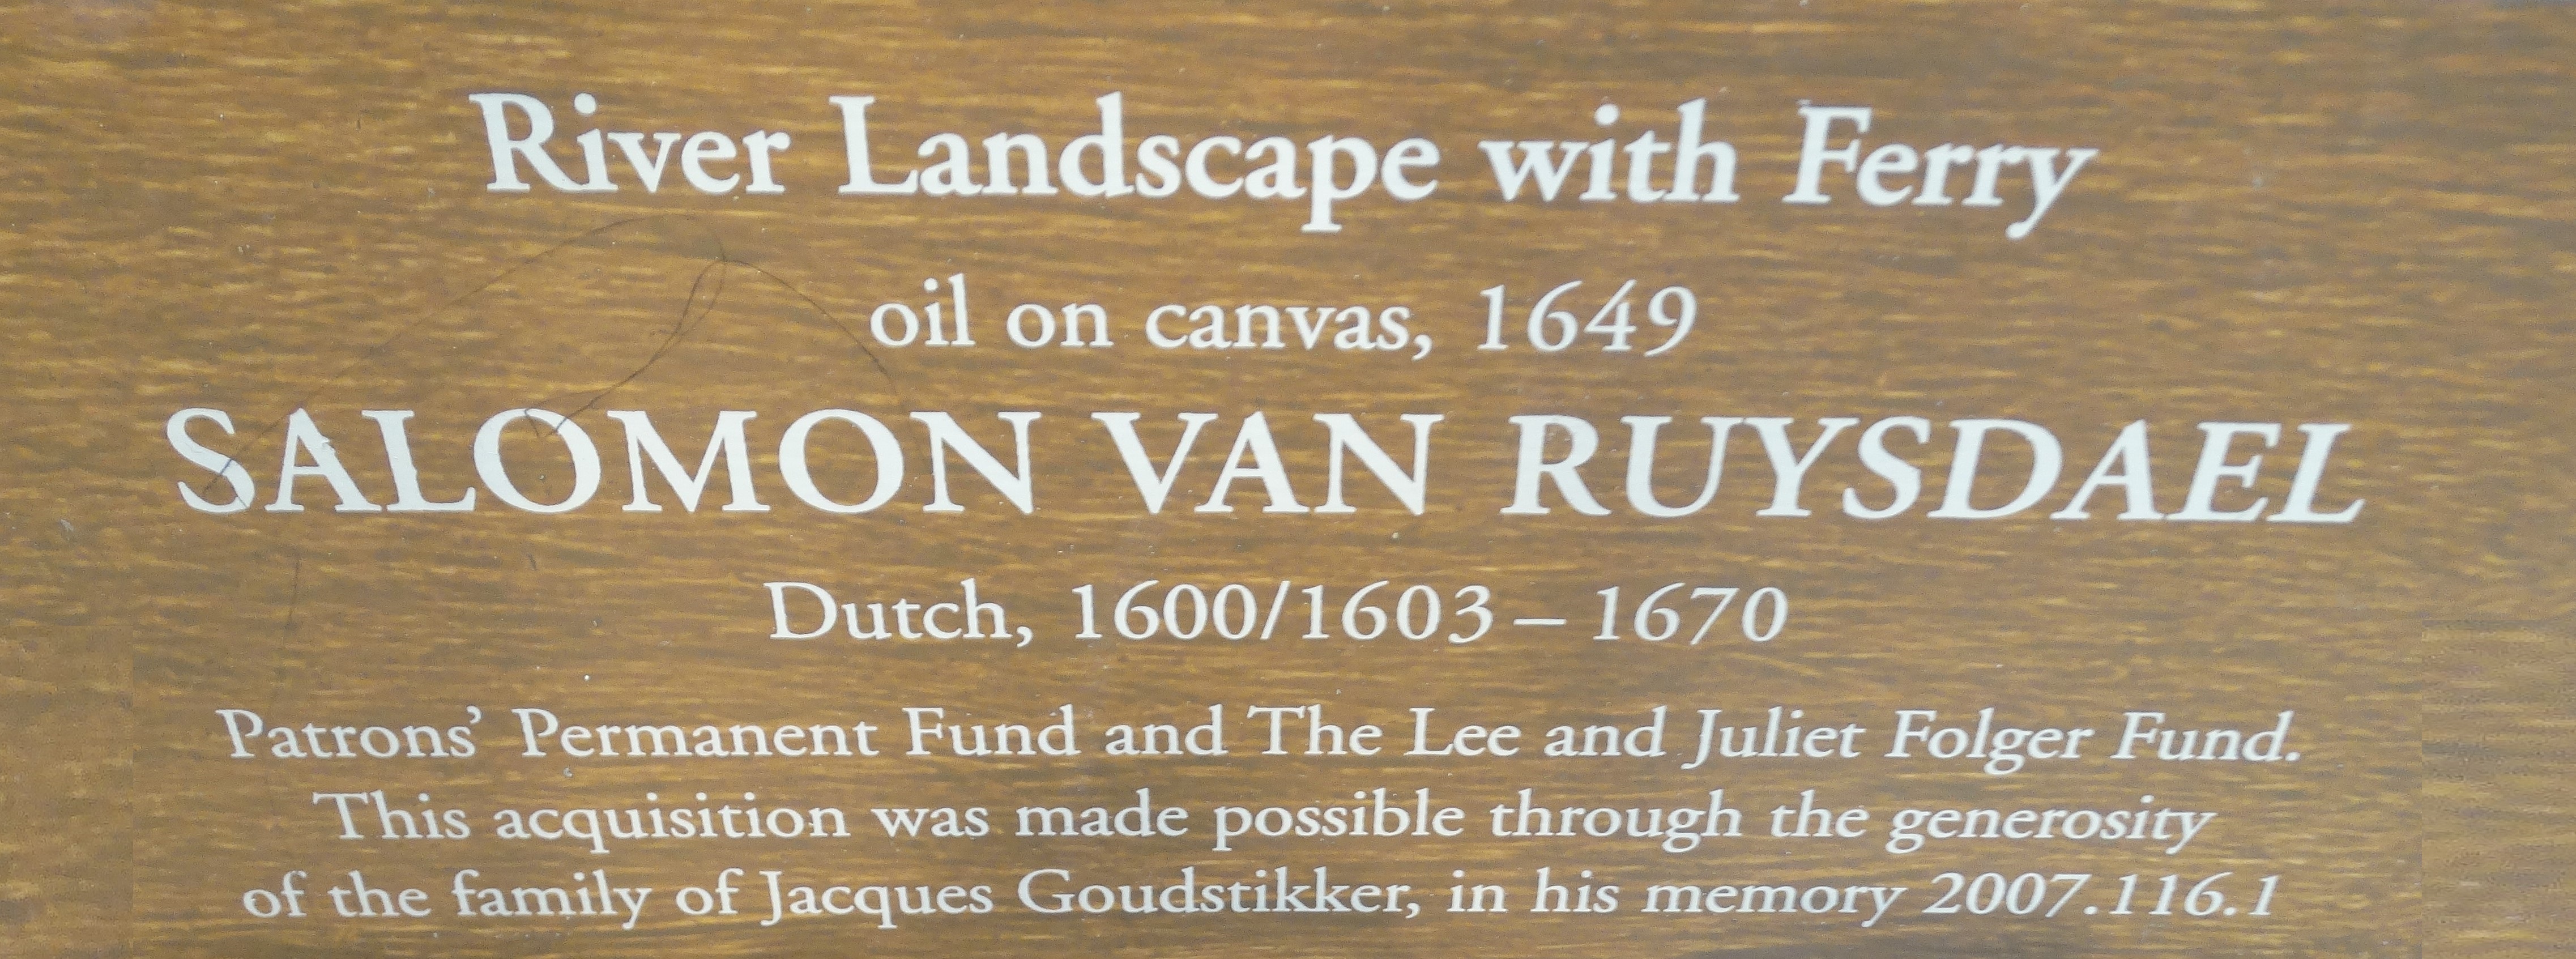 River Landscape with Ferry
oil on canvas, 1649
SALOMON VAN RUYSDAEL
Dutch, 1600/1603 – 1670
Patrons’ Permanent Fund and The Lee and Juliet Folger Fund.
This acquisition was made possible through the generosity
of the family of Jacques Goudstikker, in his memory 2007.116.1